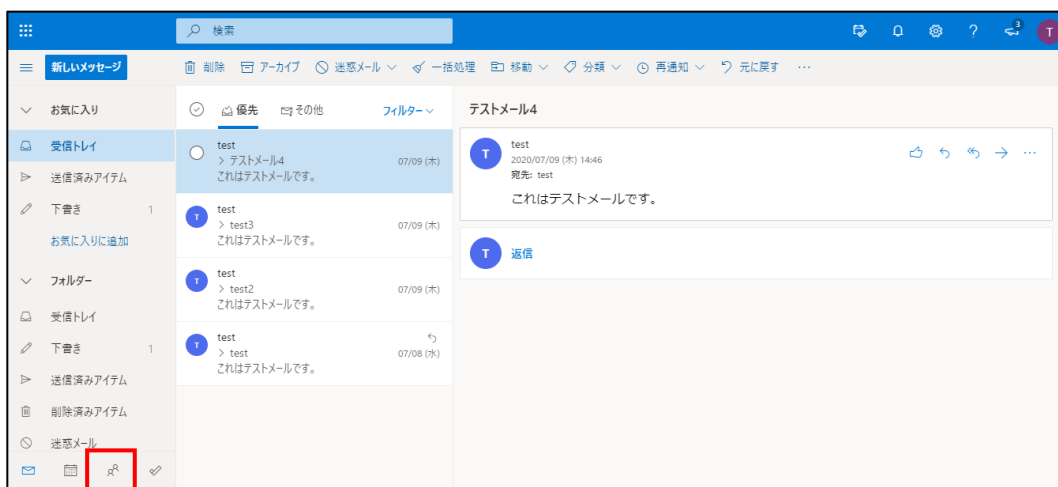 検索
3
T
新しいメッセージ
削除 アーカイブ 迷惑メール 一括処理 移動 分類 再通知 元に戻す …
お気に入り
受信トレイ
送信済みアイテム
下書き 1
お気に入りに追加
フォルダー
受信トレイ
下書き 1
送信済みアイテム
削除済みアイテム
迷惑メール
優先 その他 フィルター
test
> テストメール4 07/09 (木)
これはテストメールです。
T
test
> test3 07/09 (木)
これはテストメールです。
T
test
> test2 07/09 (木)
これはテストメールです。
T
test
> test 07/08 (水)
これはテストメールです。
テストメール4
T
test
2020/07/09 (木) 14:46
宛先: test
これはテストメールです。
T 返信